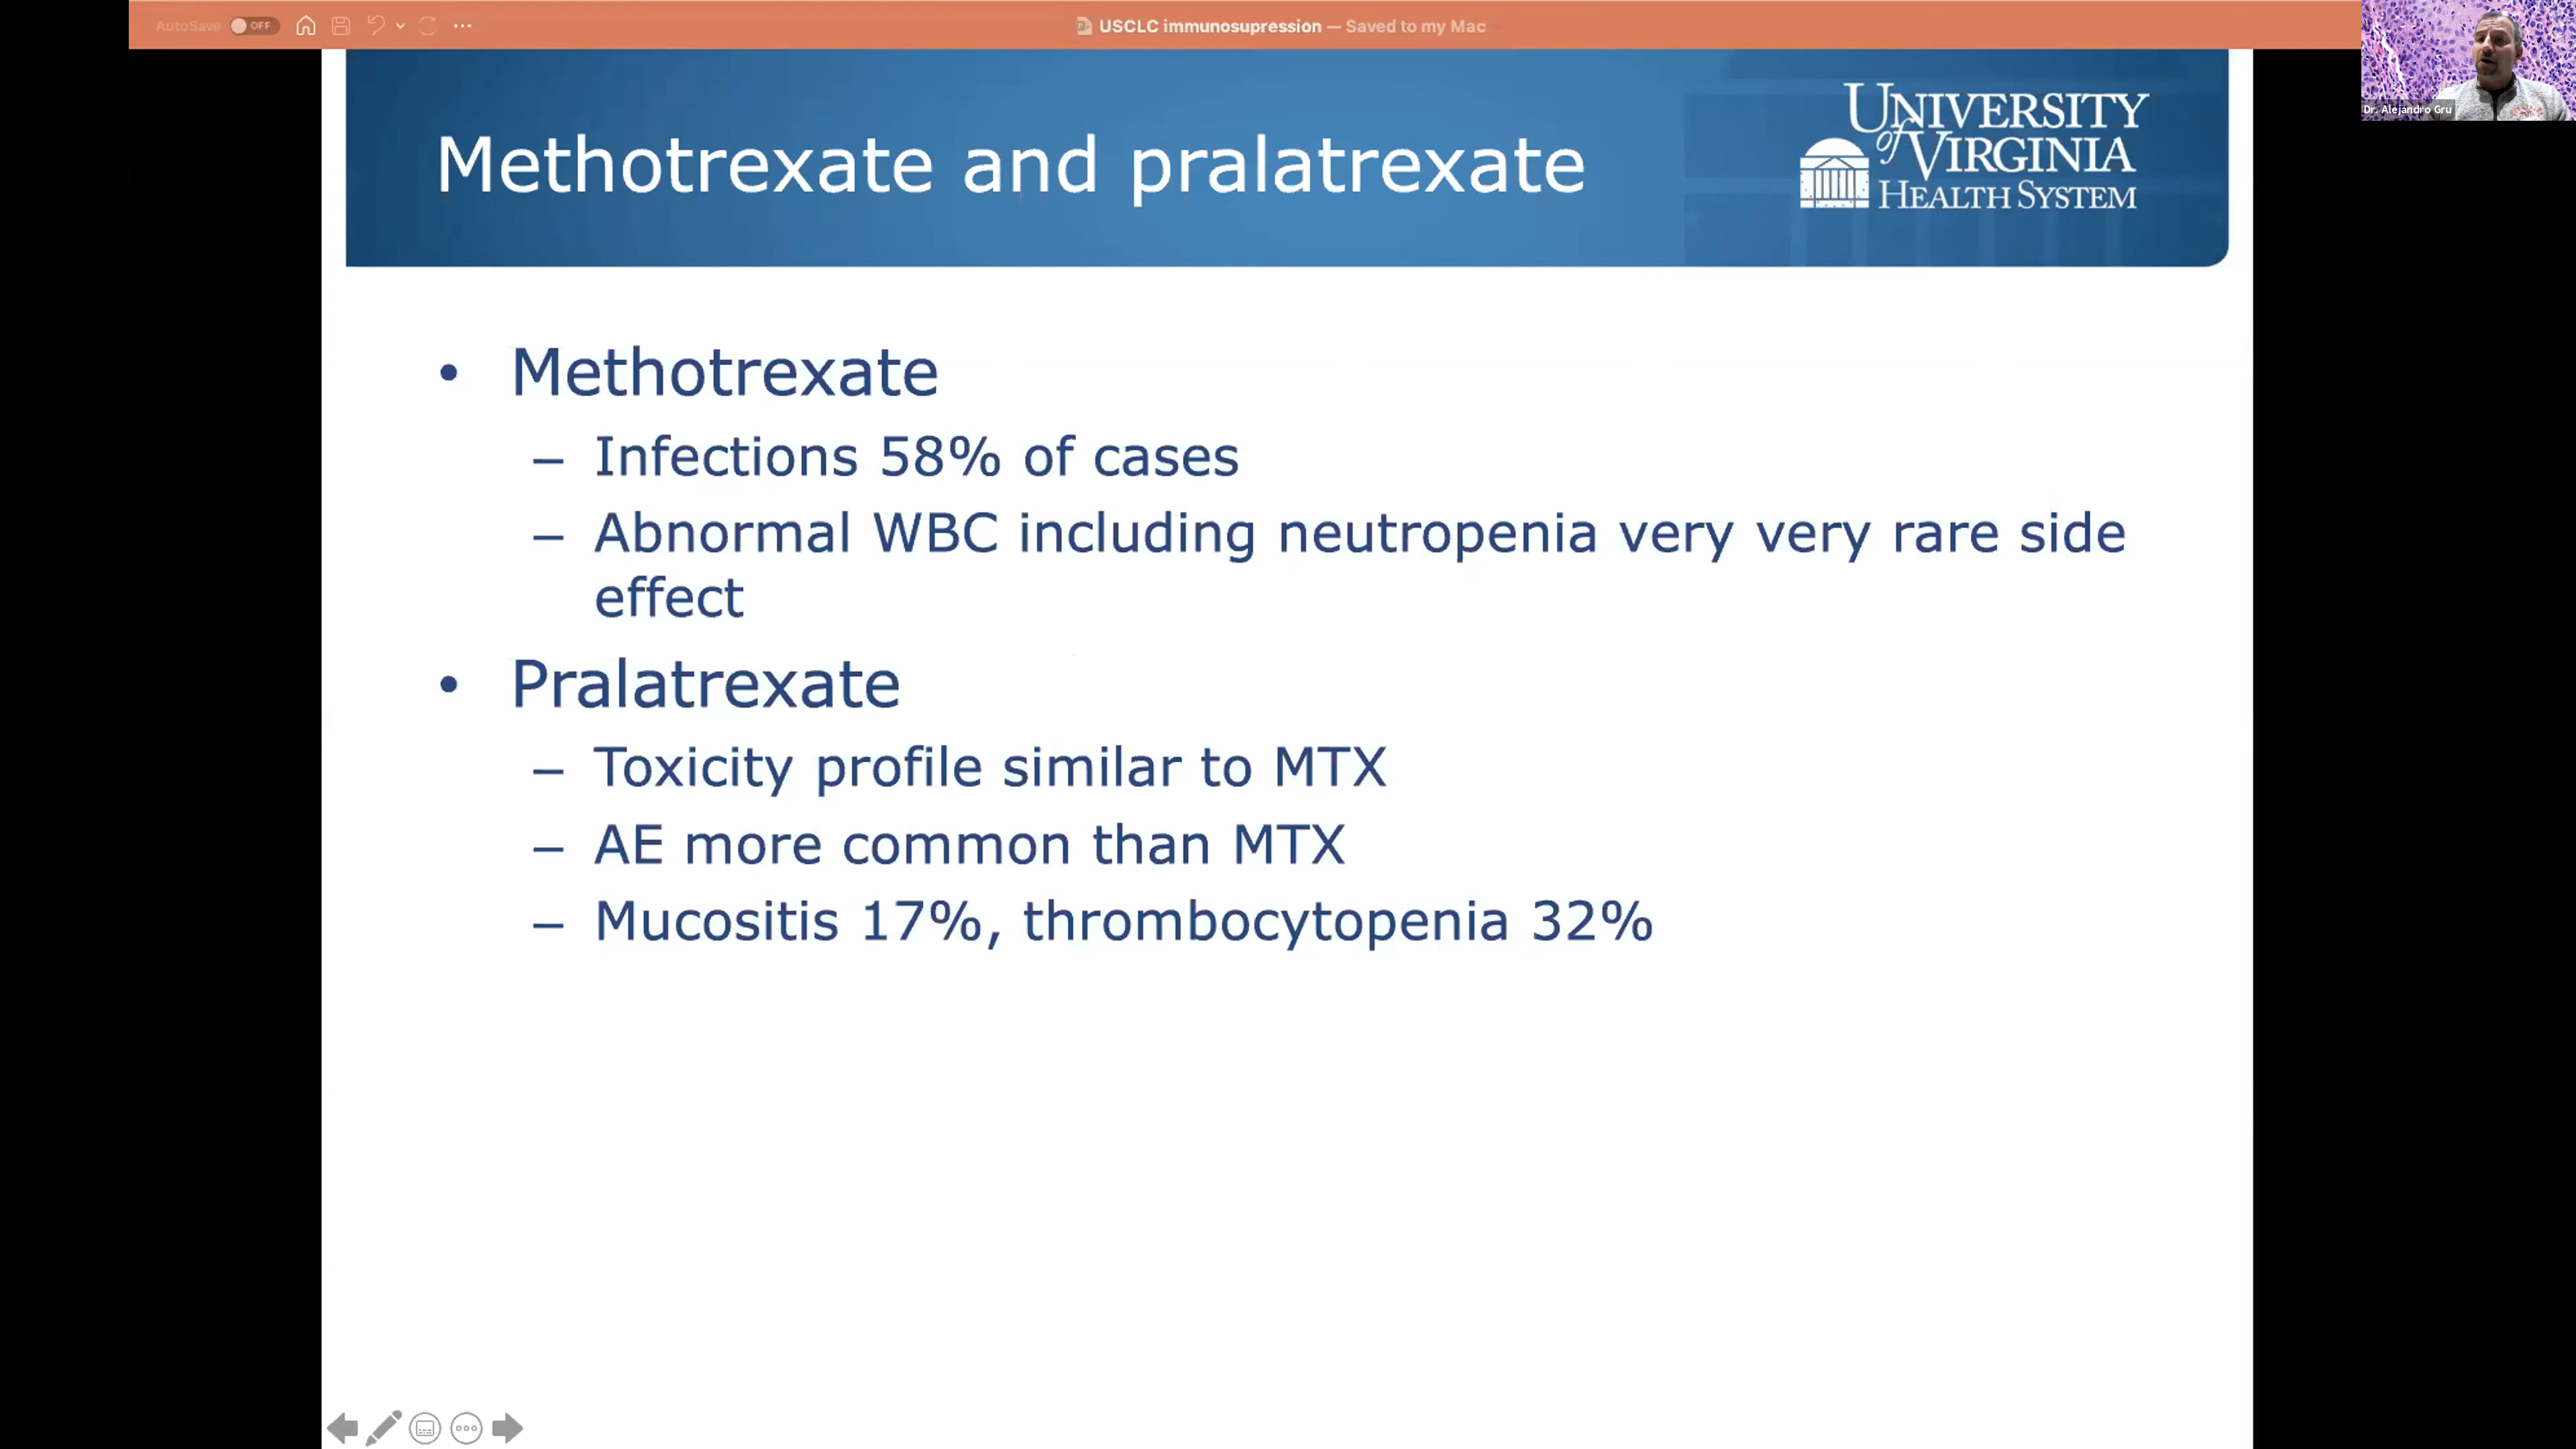 AutoSave OFF
USCLC immunosupression — Saved to my Mac
Dr. Alejandro Gru
Methotrexate and pralatrexate
UNIVERSITY
of VIRGINIA
HEALTH SYSTEM
• Methotrexate
– Infections 58% of cases
– Abnormal WBC including neutropenia very very rare side
effect
• Pralatrexate
– Toxicity profile similar to MTX
– AE more common than MTX
– Mucositis 17%, thrombocytopenia 32%